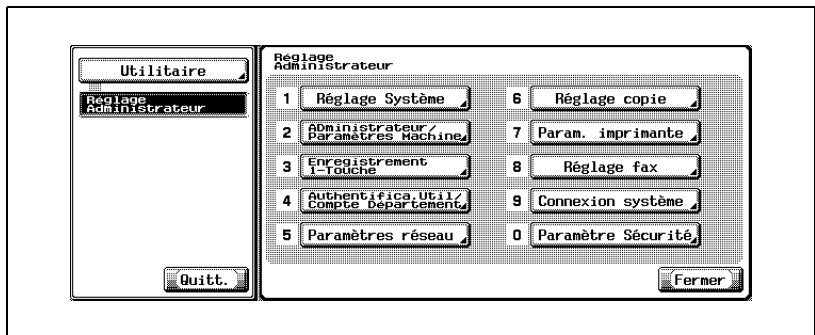 Utilitaire
Réglage
Administrateur
Quitt.
Réglage
Administrateur
1 Réglage Système
2 ADministrateur/
Paramètres Machine
3 Enregistrement
1-Touche
4 Authentifica.Util/
Compte Département
5 Paramètres réseau
6 Réglage copie
7 Param. imprimante
8 Réglage fax
9 Connexion système
0 Paramètre Sécurité
Fermer